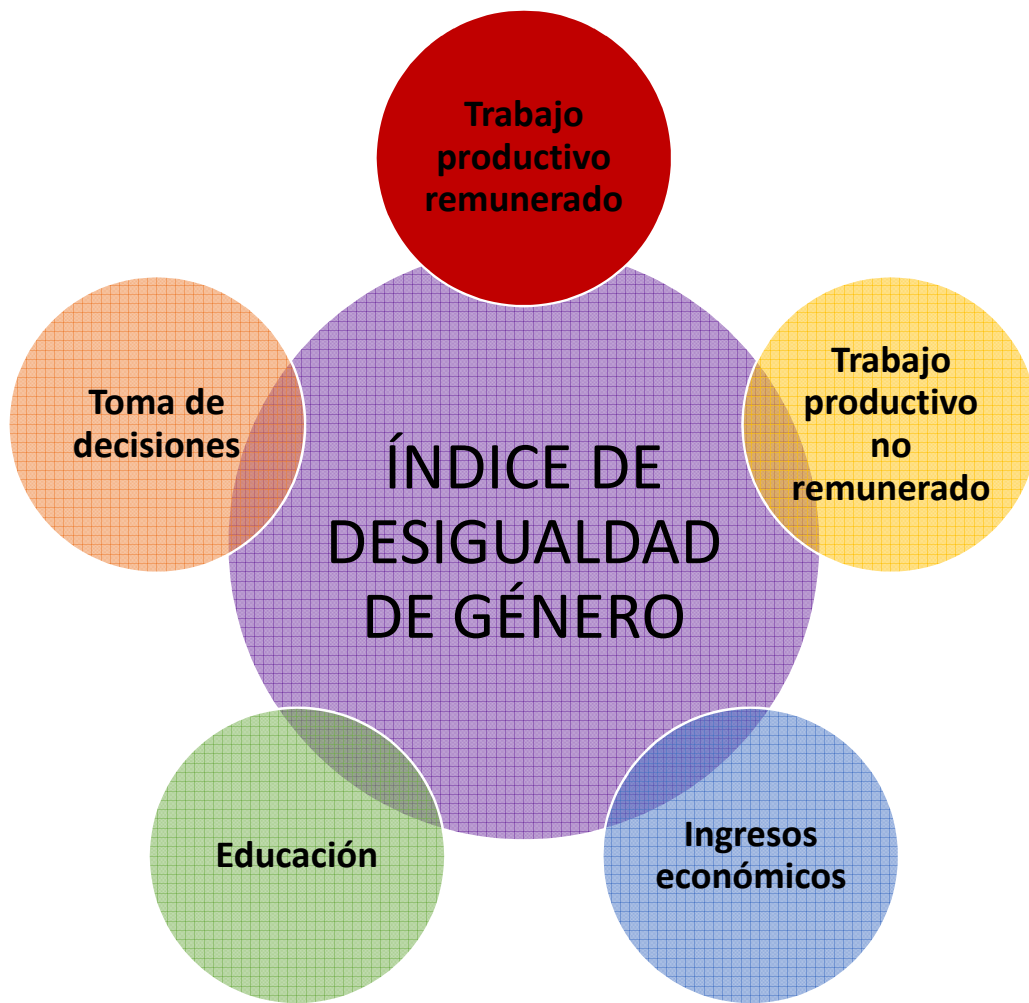 Trabajo
productivo
remunerado
Trabajo
productivo
no
remunerado
Ingresos
económicos
Educación
Toma de
decisiones
ÍNDICE DE
DESIGUALDAD
DE GÉNERO